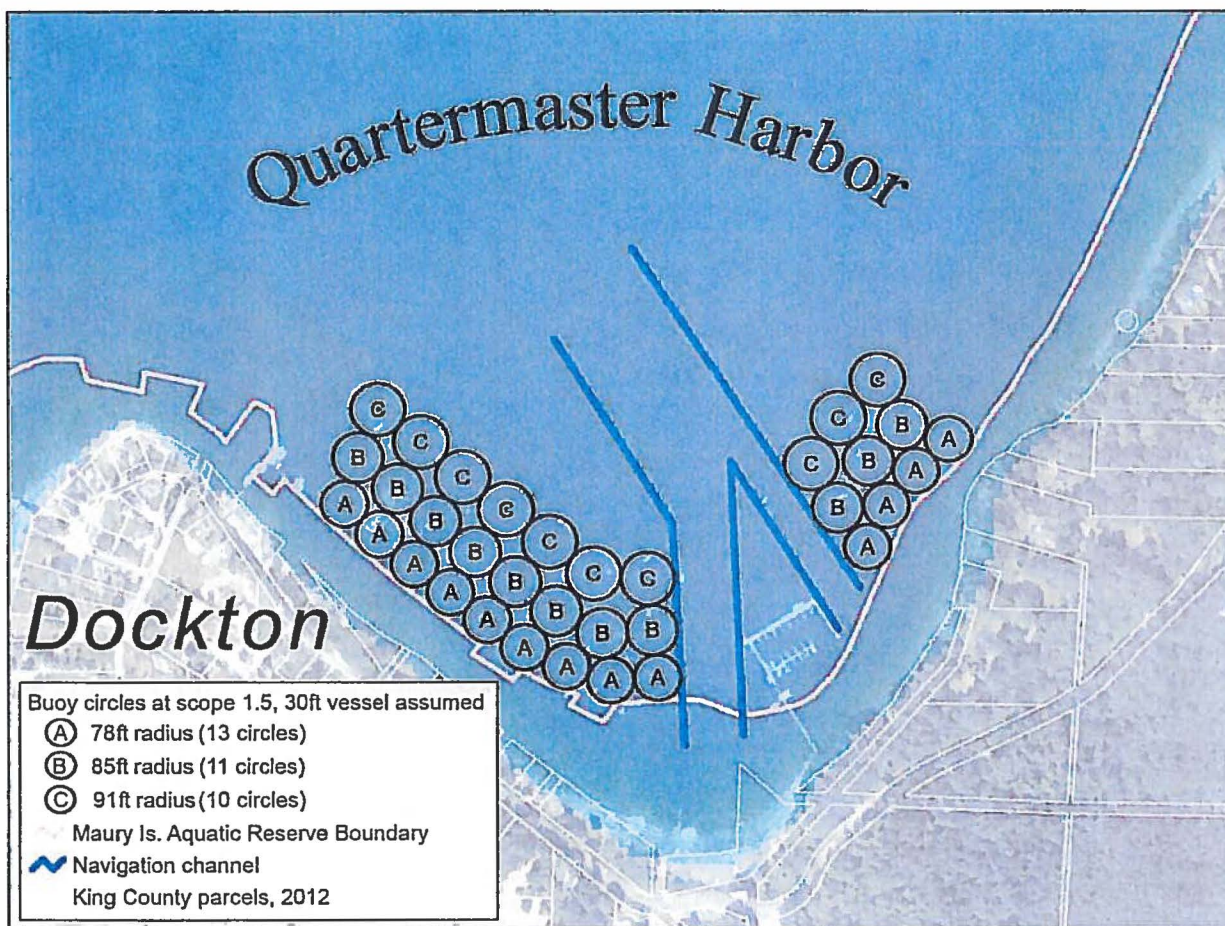 Quartermaster Harbor
C C C C C C C
B B B B B B B B
A A A A A A A A A
C
C B A
C B A
B A
A
Dockton
Buoy circles at scope 1.5, 30ft vessel assumed
A 78ft radius (13 circles)
B 85ft radius (11 circles)
C 91ft radius (10 circles)
Maury Is. Aquatic Reserve Boundary
Navigation channel
King County parcels, 2012